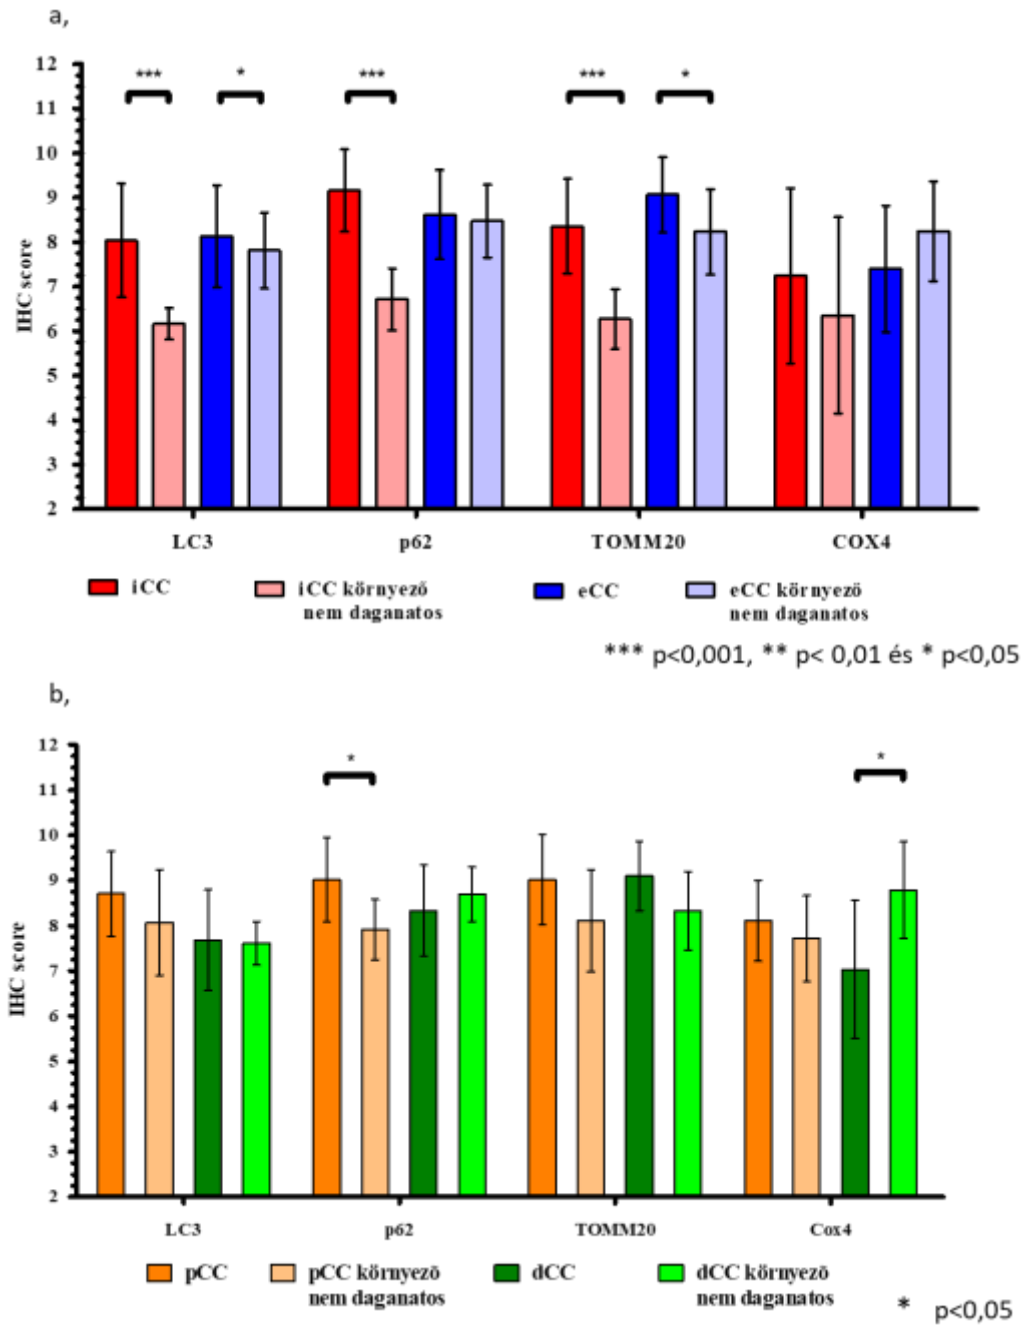 a,
*** * *** *** *
12
11
10
9
8
7
6
5
4
3
2
IHC score
LC3 p62 TOMM20 COX4
iCC iCC környező eCC eCC környező
nem daganatos nem daganatos
*** p<0,001, ** p< 0,01 és * p<0,05
b,
* *
12
11
10
9
8
7
6
5
4
3
2
IHC score
LC3 p62 TOMM20 Cox4
pCC pCC környezõ dCC dCC környezõ
nem daganatos nem daganatos
* p<0,05